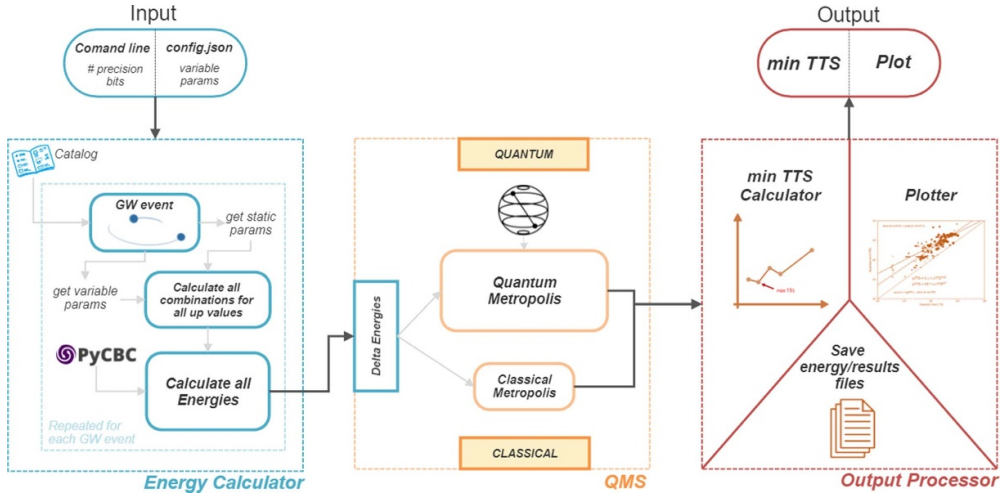 Input
Comand line
# precision
bits
config.json
variable
params
Catalog
GW event
get static
params
get variable
params
Calculate all
combinations for
all up values
PyCBC
Calculate all
Energies
Repeated for
each GW event
Energy Calculator
QUANTUM
Delta Energies
Quantum
Metropolis
Classical
Metropolis
CLASSICAL
QMS
Output
min TTS
Plot
min TTS
Calculator
min TTS
Plotter
Save
energy/results
files
Output Processor